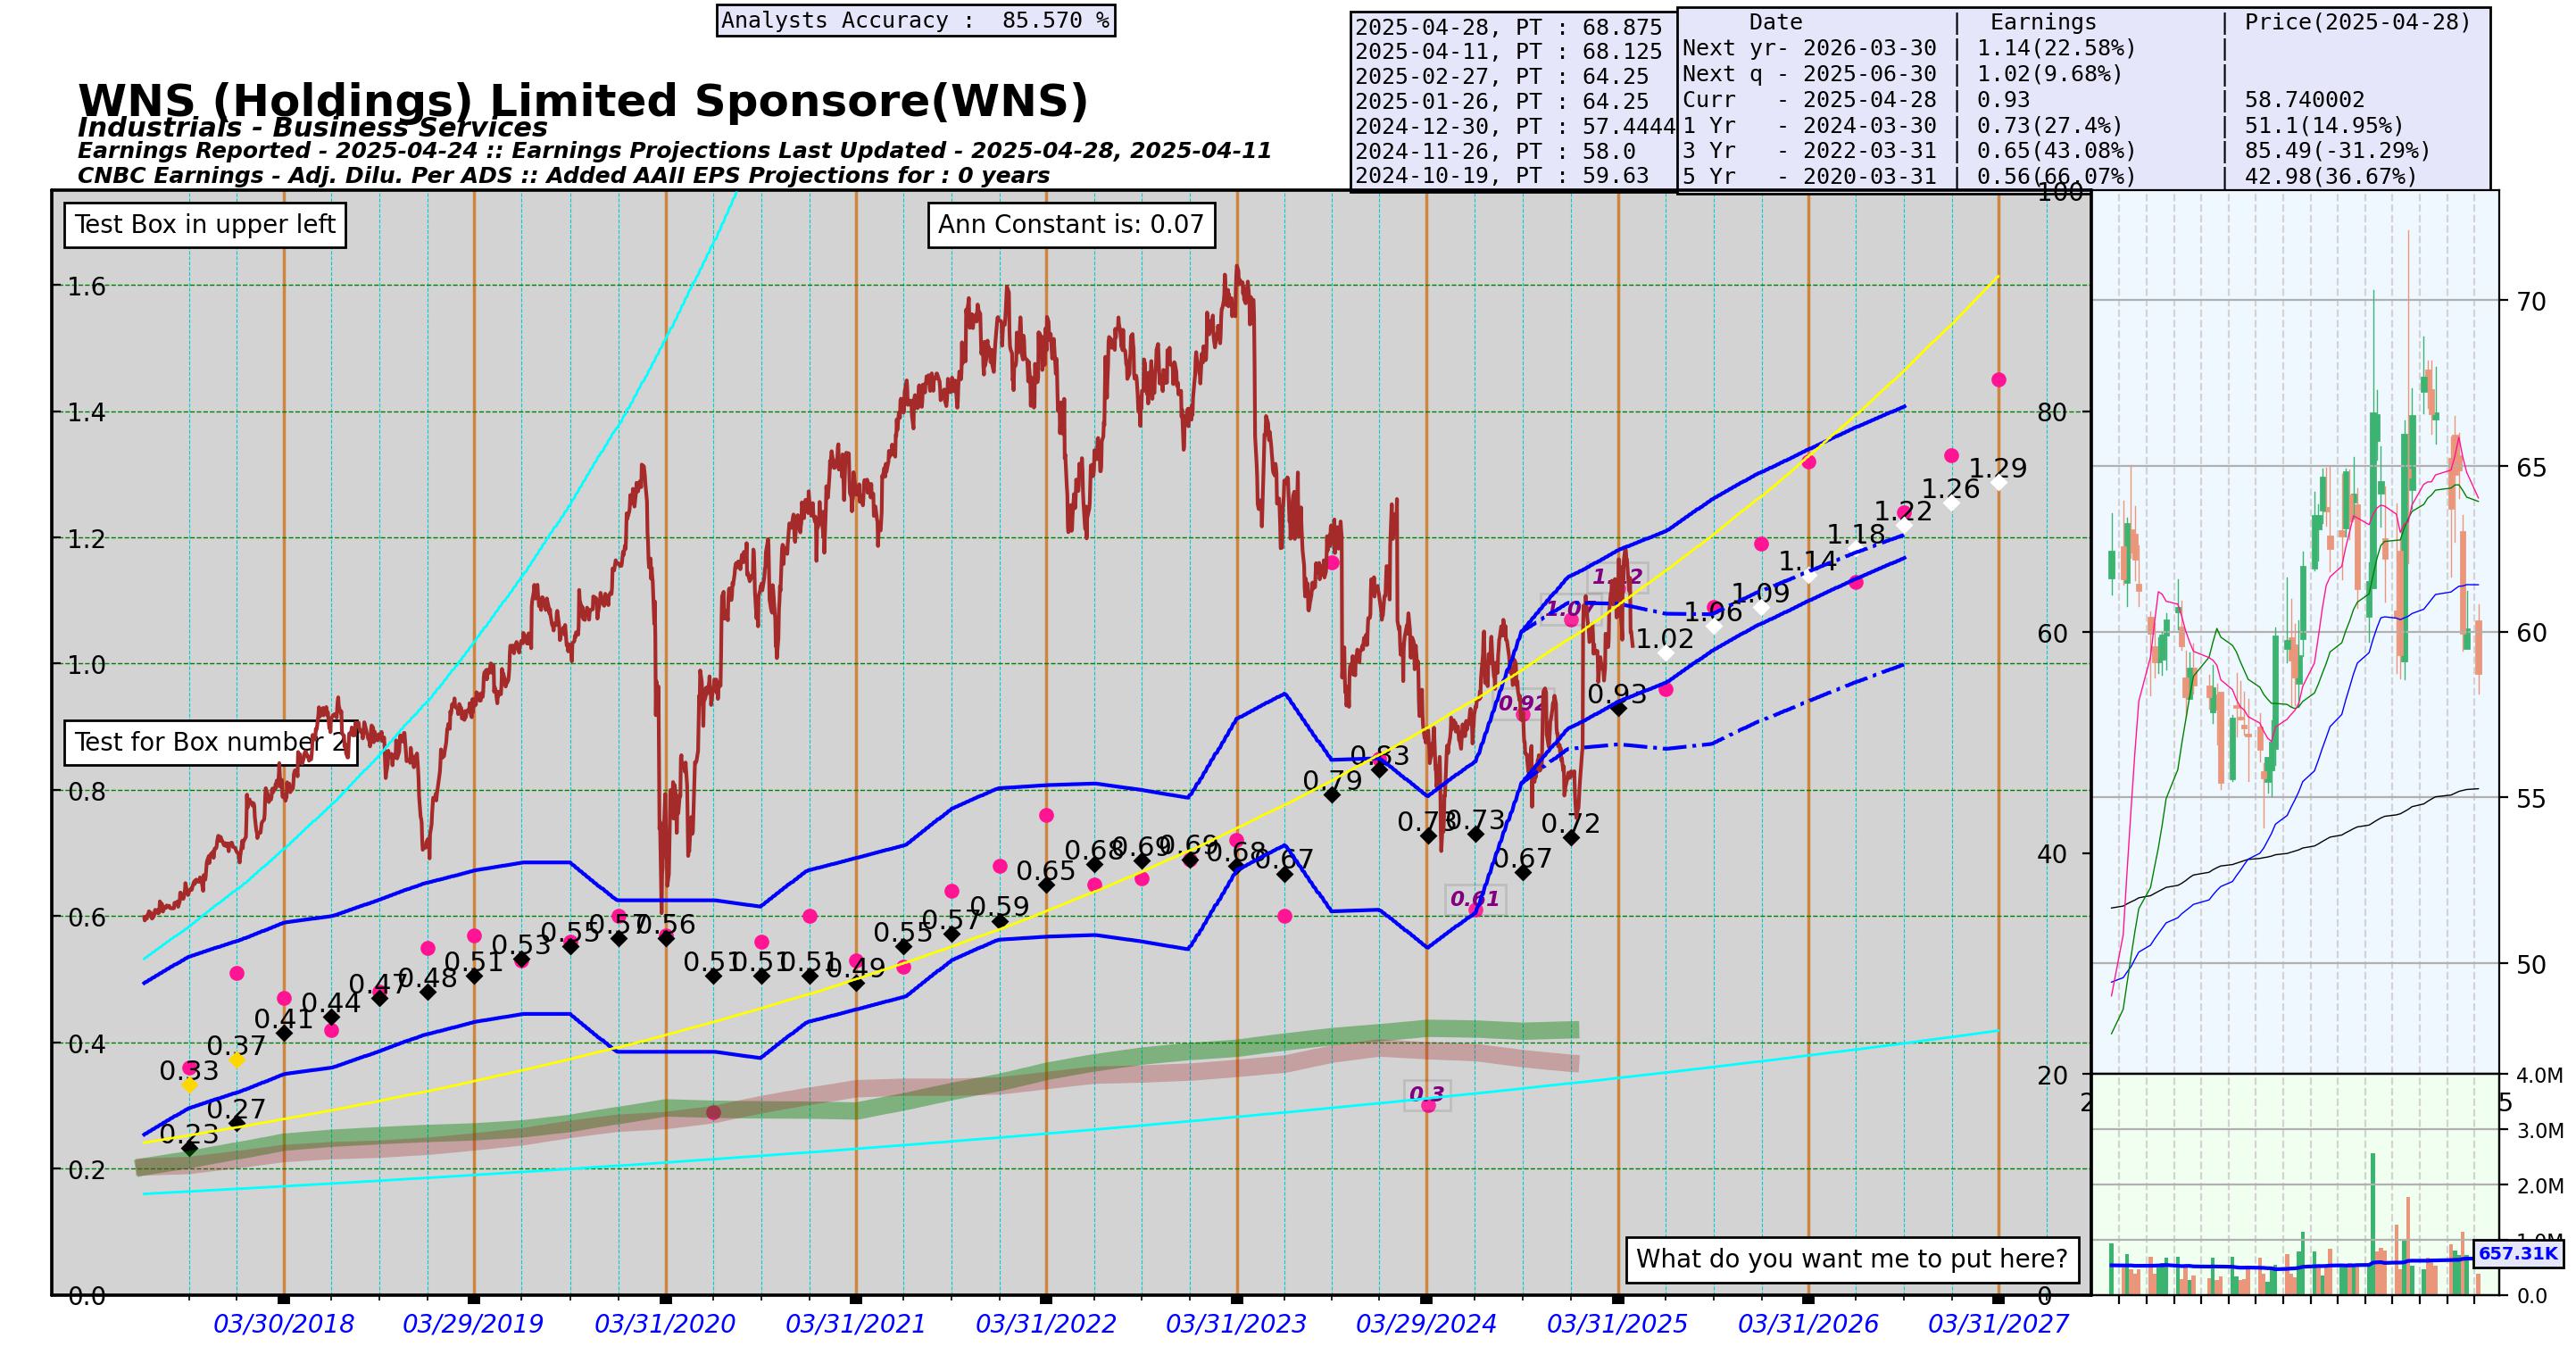 Analysts Accuracy :  85.570 %
WNS (Holdings) Limited Sponsore(WNS)
Industrials - Business Services
Earnings Reported - 2025-04-24 :: Earnings Projections Last Updated - 2025-04-28, 2025-04-11
CNBC Earnings - Adj. Dilu. Per ADS :: Added AAII EPS Projections for : 0 years
2025-04-28, PT : 68.875
2025-04-11, PT : 68.125
2025-02-27, PT : 64.25
2025-01-26, PT : 64.25
2024-12-30, PT : 57.4444
2024-11-26, PT : 58.0
2024-10-19, PT : 59.63
Date | Earnings | Price(2025-04-28)
Next yr- 2026-03-30 | 1.14(22.58%) |
Next q - 2025-06-30 | 1.02(9.68%) |
Curr - 2025-04-28 | 0.93 | 58.740002
1 Yr - 2024-03-30 | 0.73(27.4%) | 51.1(14.95%)
3 Yr - 2022-03-31 | 0.65(43.08%) | 85.49(-31.29%)
5 Yr - 2020-03-31 | 0.56(66.07%) | 42.98(36.67%)
Test Box in upper left
Ann Constant is: 0.07
Test for Box number 2
What do you want me to put here?
1.6
1.4
1.2
1.0
0.8
0.6
0.4
0.2
0.0
0.33
0.37
0.23
0.27
0.41
0.44
0.47
0.48
0.51
0.53
0.55
0.57
0.56
0.51
0.51
0.51
0.49
0.55
0.57
0.59
0.65
0.68
0.69
0.69
0.68
0.67
0.79
0.83
0.73
0.73
0.67
0.72
0.93
1.02
1.06
1.09
1.14
1.18
1.22
1.26
1.29
0.3
0.61
0.92
1.07
1.12
100
80
60
40
20
0
03/30/2018
03/29/2019
03/31/2020
03/31/2021
03/31/2022
03/31/2023
03/29/2024
03/31/2025
03/31/2026
03/31/2027
70
65
60
55
50
2
5
4.0M
3.0M
2.0M
657.31K
0.0